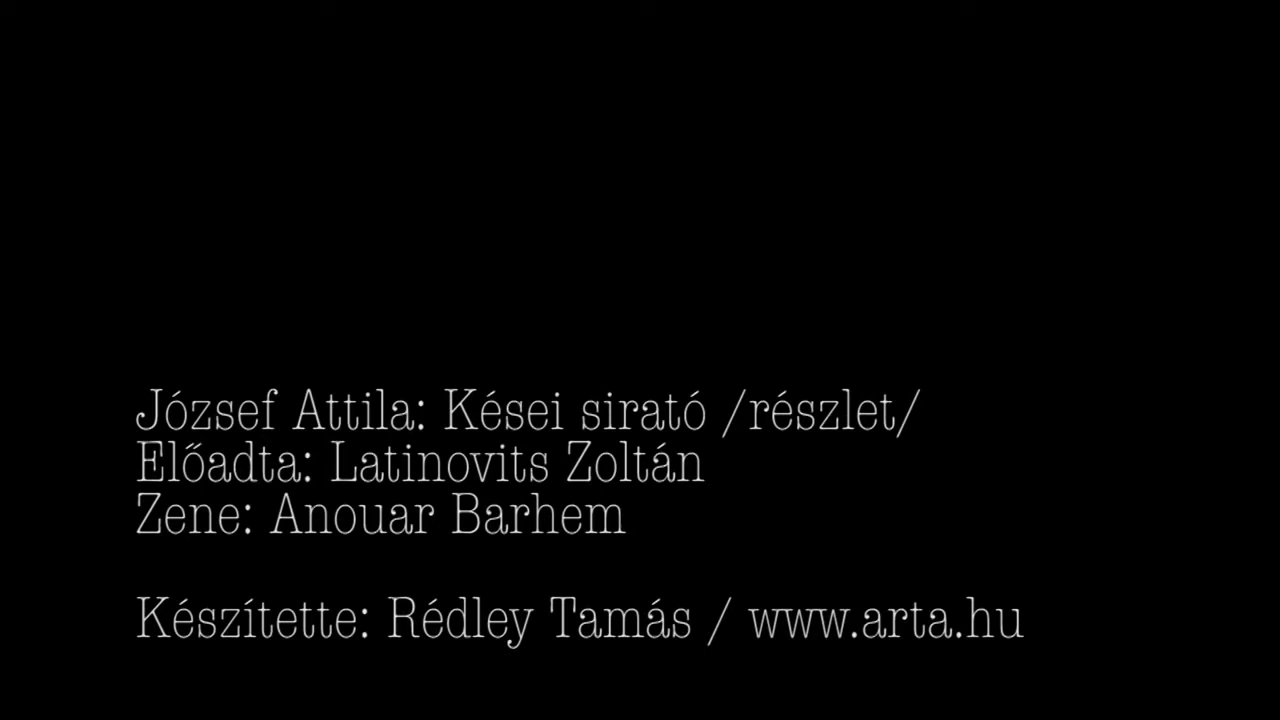 József Attila: Kései sirató /részlet/
Előadta: Latinovits Zoltán
Zene: Anouar Barhem
Készítette: Rédley Tamás / www.arta.hu